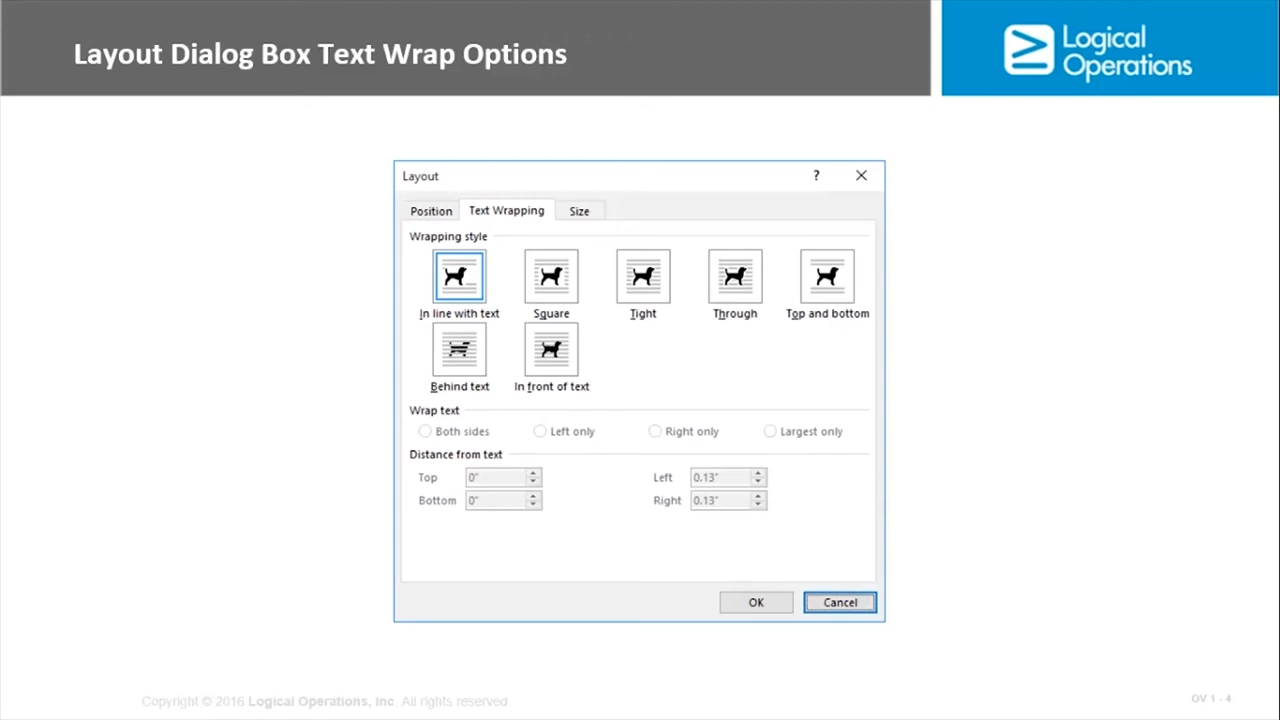 Layout Dialog Box Text Wrap Options
Logical
Operations
Layout ?
Position Text Wrapping Size
Wrapping style
In line with text Square Tight Through Top and bottom
Behind text In front of text
Wrap text
Both sides Left only Right only Largest only
Distance from text
Top 0" Left 0.13"
Bottom 0" Right 0.13"
OK Cancel
Copyright © 2016 Logical Operations, Inc. All rights reserved.
OV 1 - 4